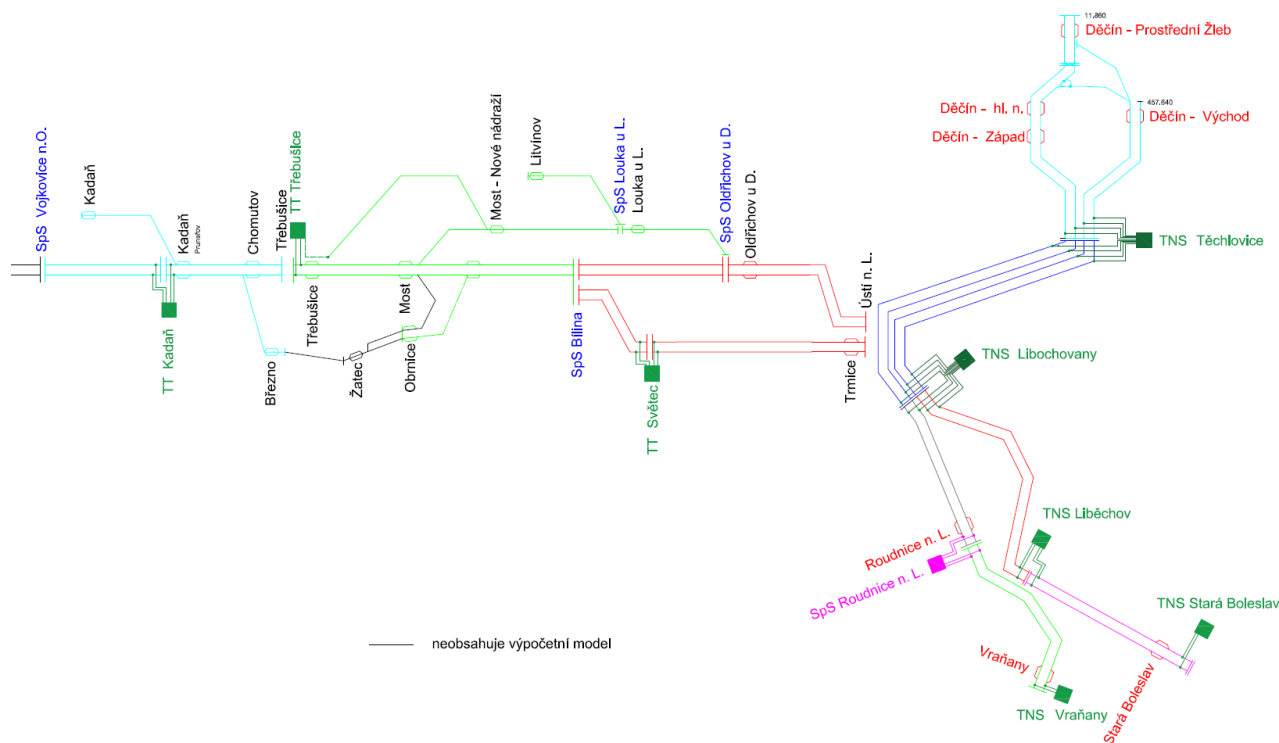 11.860
Děčín - Prostřední Žleb
Děčín - hl. n.
457.640
Děčín - Východ
Děčín - Západ
SpS Vojkovice n.O.
Kadaň
Kadaň
Prunéřov
Chomutov
Třebušice
TT Třebušice
Most - Nové nádraží
Litvínov
SpS Louka u L.
Louka u L.
SpS Oldřichov u D.
Oldřichov u D.
TNS Těchlovice
TT Kadaň
Březno
Třebušice
Žatec
Most
Obrnice
SpS Bílina
TT Světec
Ústí n. L.
Trmice
TNS Libochovany
Roudnice n. L.
SpS Roudnice n. L.
TNS Liběchov
TNS Stará Boleslav
Vraňany
TNS Vraňany
Stará Boleslav
neobsahuje výpočetní model